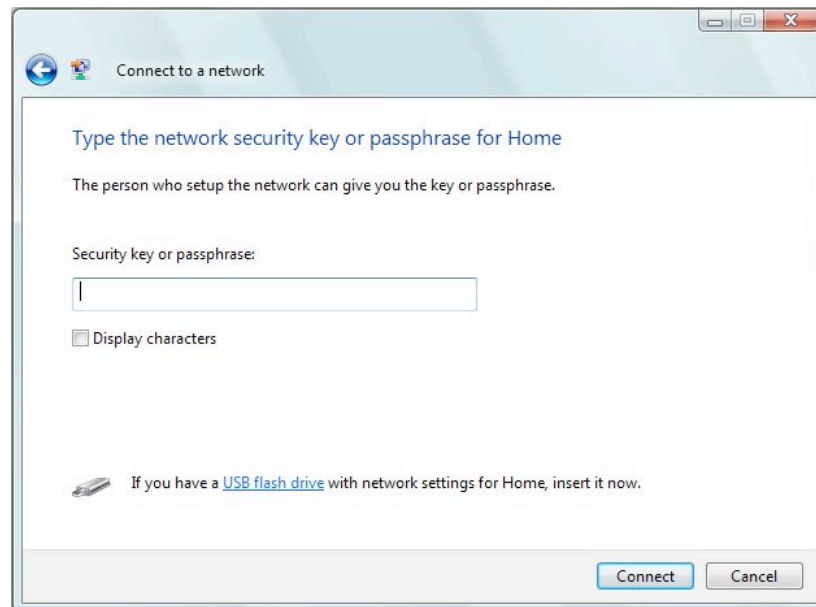 Connect to a network
Type the network security key or passphrase for Home
The person who setup the network can give you the key or passphrase.
Security key or passphrase:
Display characters
If you have a USB flash drive with network settings for Home, insert it now.
Connect Cancel